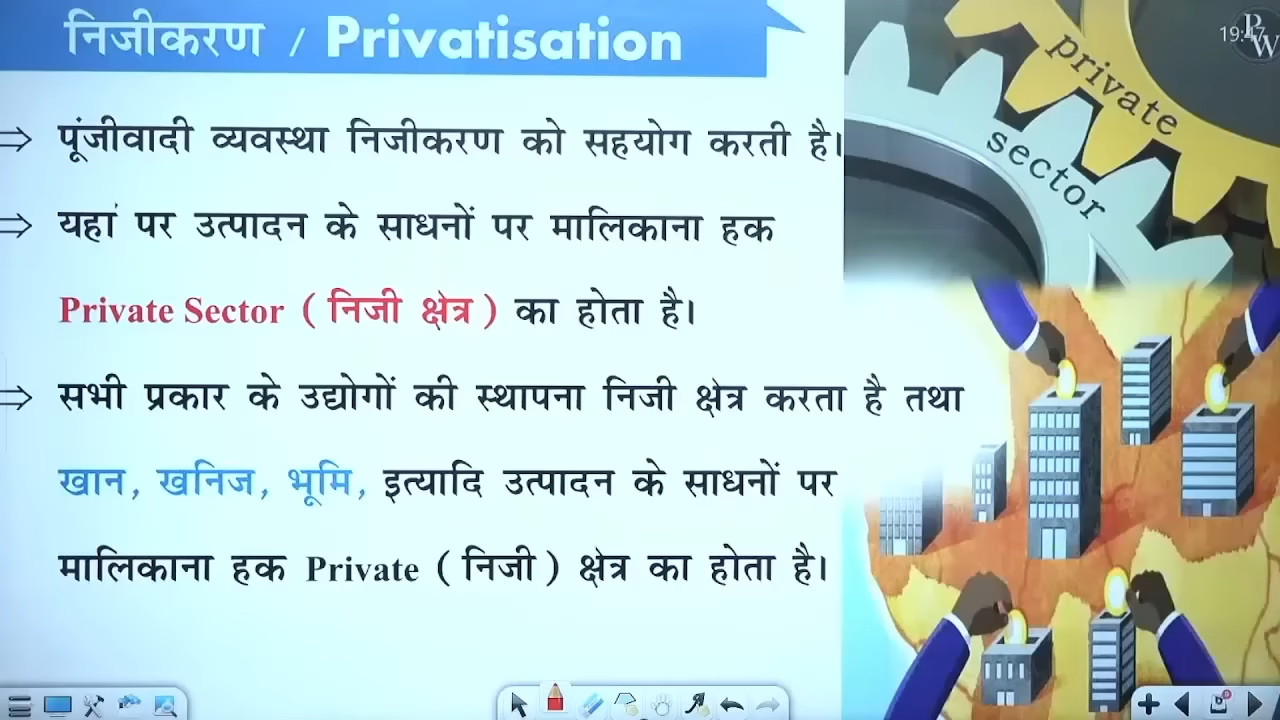 निजीकरण / Privatisation
19:47
PW
private
sector
⇒ पूंजीवादी व्यवस्था निजीकरण को सहयोग करती है।
⇒ यहां पर उत्पादन के साधनों पर मालिकाना हक
Private Sector ( निजी क्षेत्र ) का होता है।
⇒ सभी प्रकार के उद्योगों की स्थापना निजी क्षेत्र करता है तथा
खान, खनिज, भूमि, इत्यादि उत्पादन के साधनों पर
मालिकाना हक Private ( निजी ) क्षेत्र का होता है।